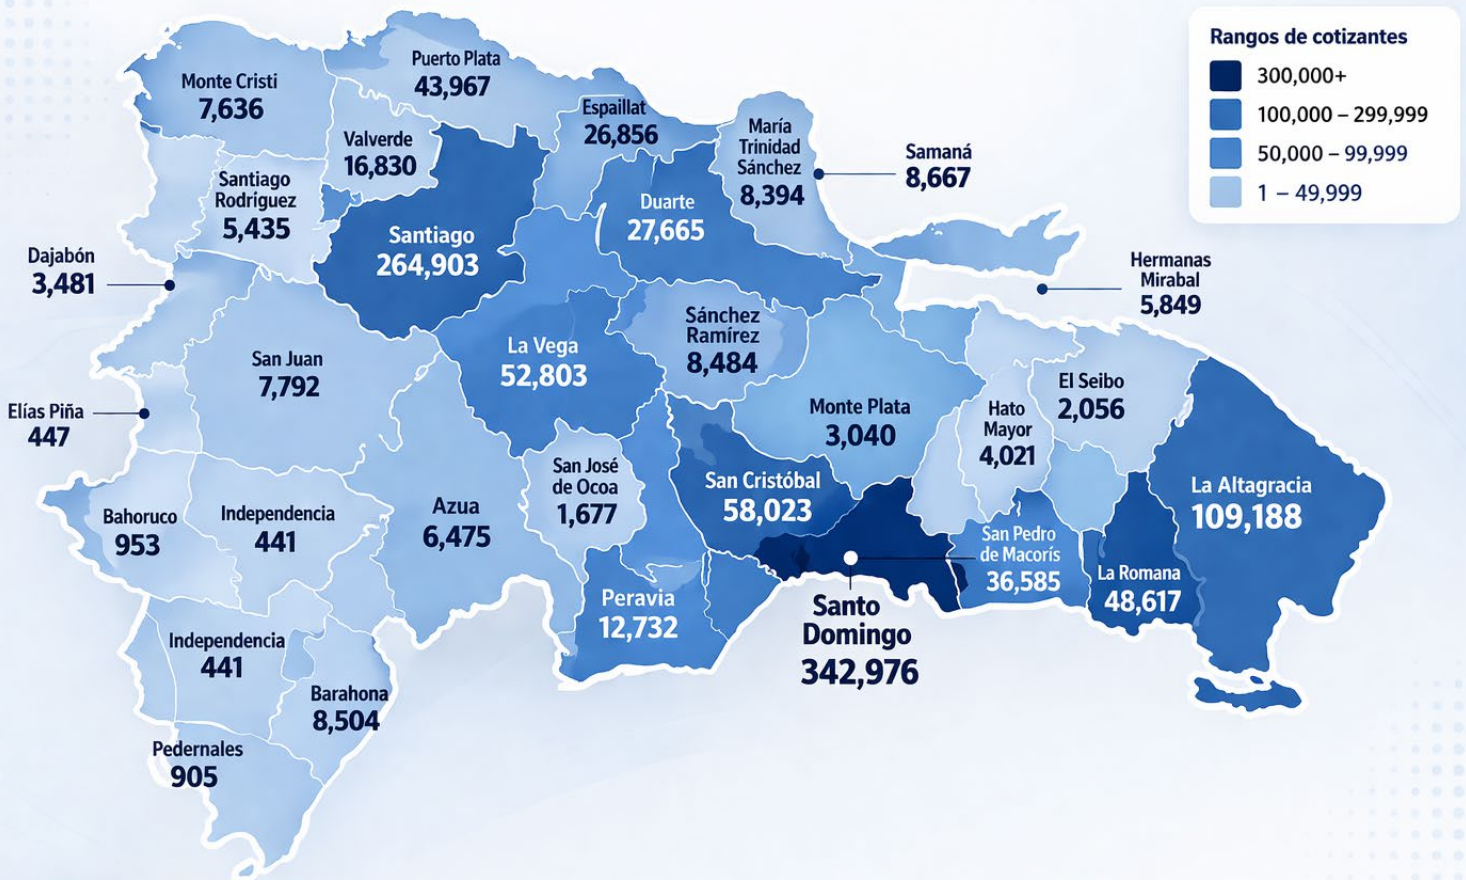 Rangos de cotizantes
300,000+
100,000 – 299,999
50,000 – 99,999
1 – 49,999
Puerto Plata
43,967
Monte Cristi
7,636
Espaillat
26,856
Valverde
16,830
María
Trinidad
Sánchez
8,394
Samaná
8,667
Santiago
Rodriguez
5,435
Duarte
27,665
Santiago
264,903
Dajabón
3,481
Hermanas
Mirabal
5,849
Sánchez
Ramírez
8,484
La Vega
52,803
San Juan
7,792
El Seibo
2,056
Elías Piña
447
Monte Plata
3,040
Hato
Mayor
4,021
San José
de Ocoa
1,677
San Cristóbal
58,023
La Altagracia
109,188
Azua
6,475
Bahoruco
953
Independencia
441
San Pedro
de Macorís
36,585
La Romana
48,617
Peravia
12,732
Santo
Domingo
342,976
Independencia
441
Barahona
8,504
Pedernales
905